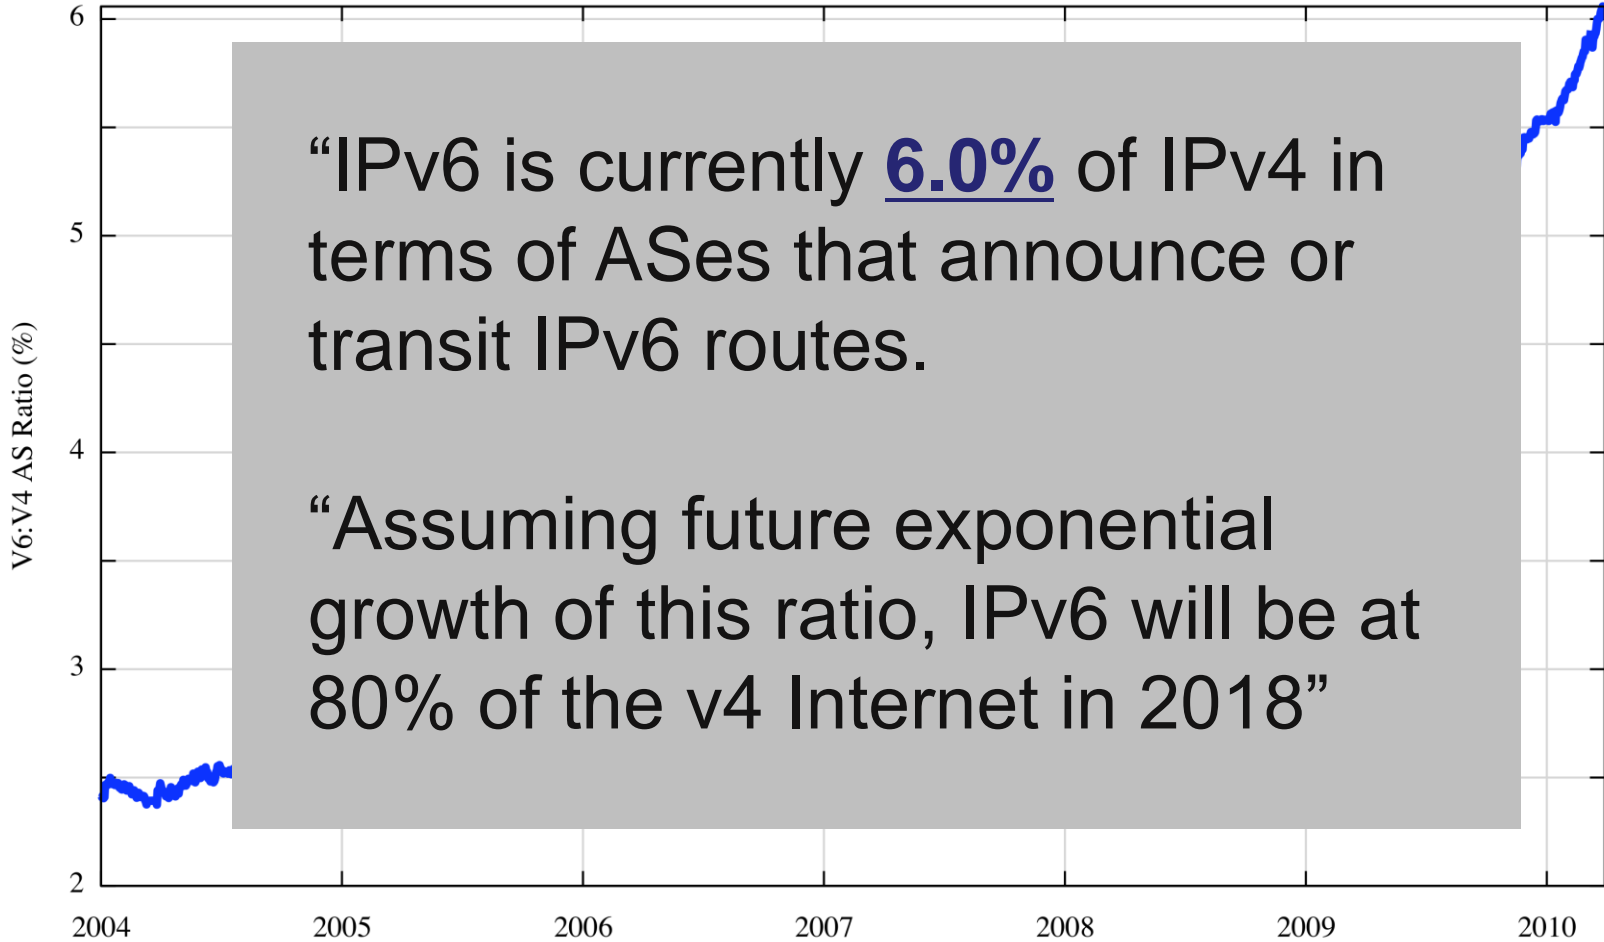 6
5
4
3
2
V6:V4 AS Ratio (%)
“IPv6 is currently 6.0% of IPv4 in
terms of ASes that announce or
transit IPv6 routes.
“Assuming future exponential
growth of this ratio, IPv6 will be at
80% of the v4 Internet in 2018”
2004 2005 2006 2007 2008 2009 2010